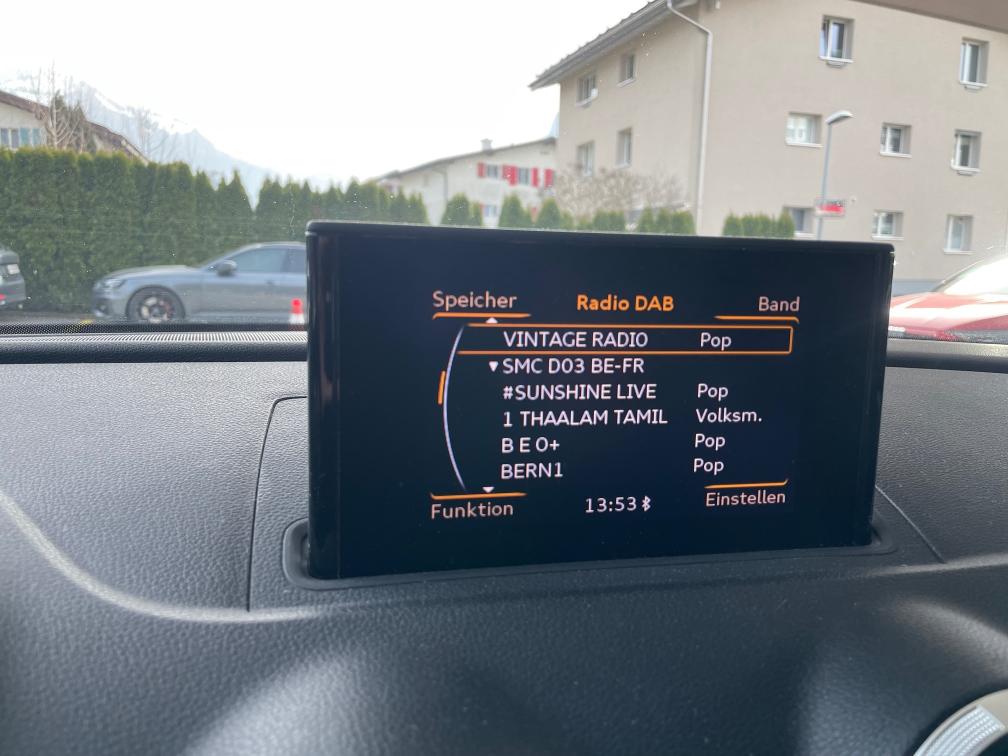 Speicher Radio DAB Band
VINTAGE RADIO Pop
SMC D03 BE-FR
#SUNSHINE LIVE Pop
1 THAALAM TAMIL Volksm.
B E O+ Pop
BERN1 Pop
Funktion 13:53 Einstellen